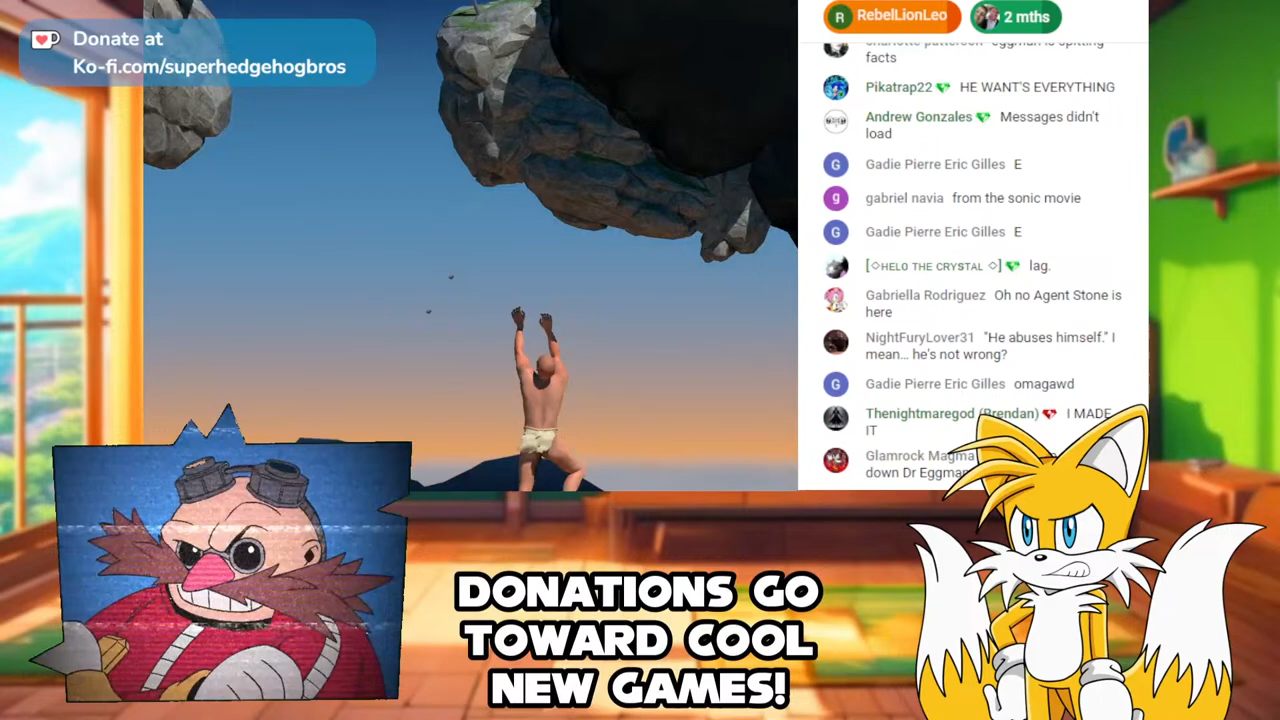 Donate at
Ko-fi.com/superhedgehogbros
R RebelLionLeo 2 mths
facts
Pikatrap22 HE WANT'S EVERYTHING
Andrew Gonzales Messages didn't
load
G Gadie Pierre Eric Gilles E
g gabriel navia from the sonic movie
G Gadie Pierre Eric Gilles E
[◇HELO THE CRYSTAL ◇] lag.
Gabriella Rodriguez Oh no Agent Stone is
here
NightFuryLover31 "He abuses himself." I
mean… he's not wrong?
G Gadie Pierre Eric Gilles omagawd
Thenightmaregod (Brendan) I MADE
IT
Glamrock Magma
down Dr Eggman
DONATIONS GO
TOWARD COOL
NEW GAMES!